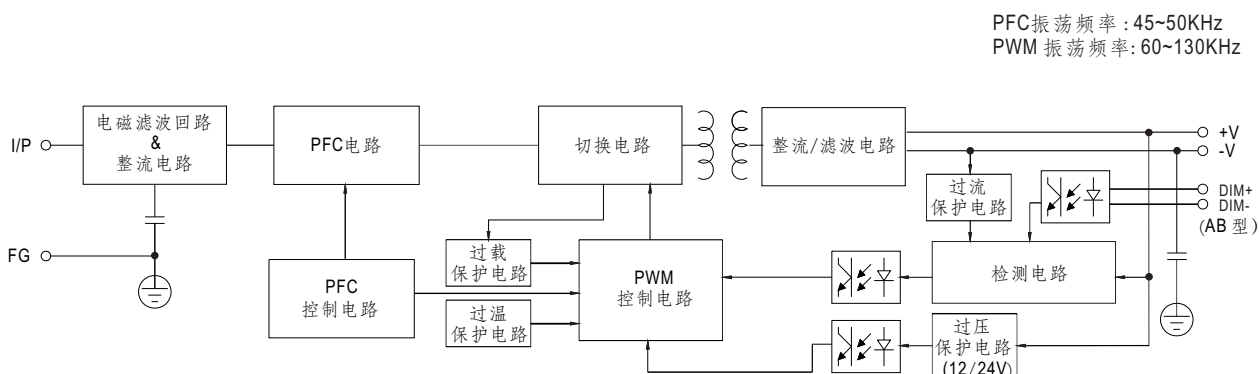 PFC振荡频率:45~50KHz
PWM 振荡频率:60~130KHz
I/P
电磁滤波回路
&
整流电路
PFC电路
切换电路
整流/滤波电路
+V
-V
过流
保护电路
DIM+
DIM-
(AB 型)
FG
过载
保护电路
PFC
控制电路
PWM
控制电路
检测电路
过温
保护电路
过压
保护电路
(12/24V)